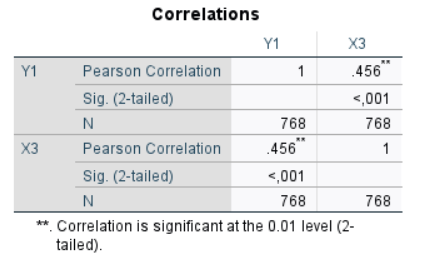 Correlations
Y1 X3
Y1 Pearson Correlation 1 .456**
Sig. (2-tailed) <,001
N 768 768
X3 Pearson Correlation .456** 1
Sig. (2-tailed) <,001
N 768 768
**. Correlation is significant at the 0.01 level (2-
tailed).